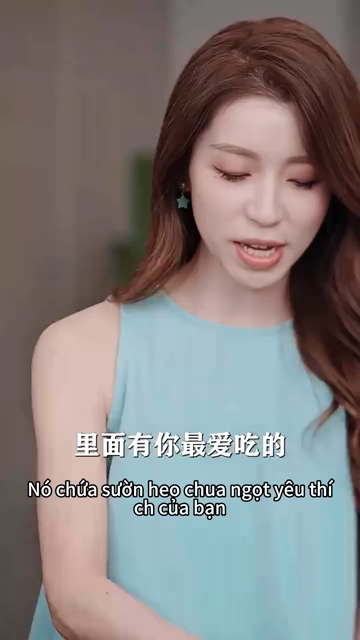 里面有你最爱吃的
Nó chứa sườn heo chua ngọt yêu thí
ch của bạn